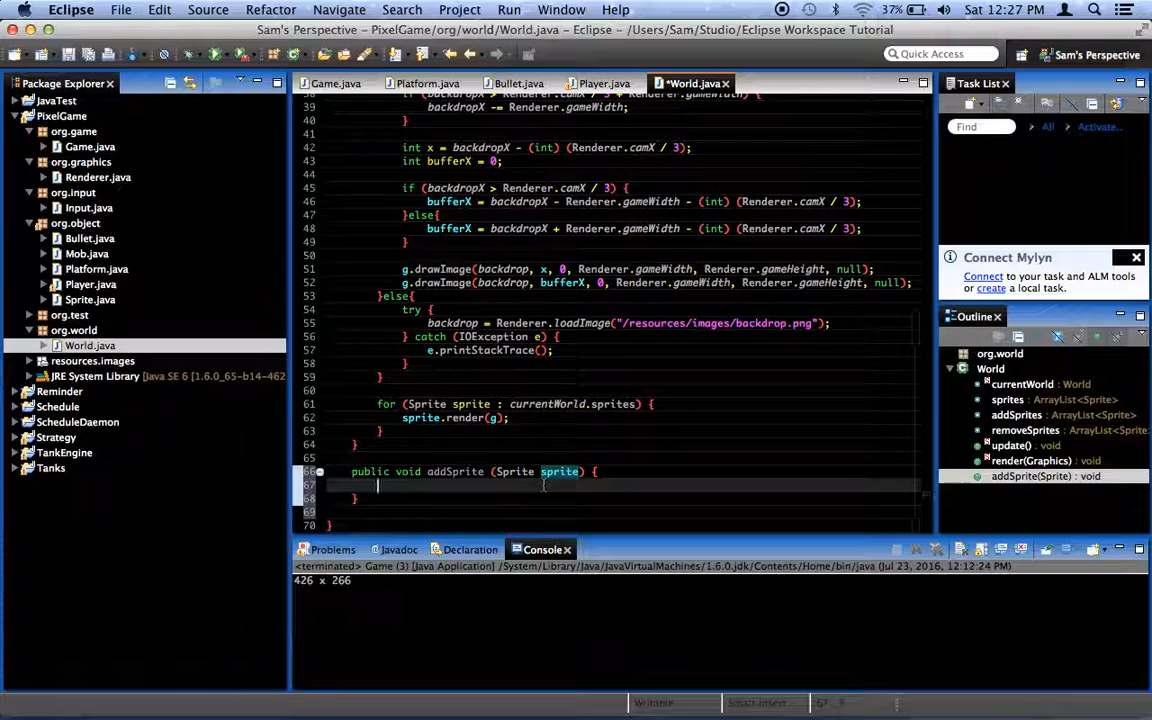 Eclipse File Edit Source Refactor Navigate Search Project Run Window Help 37% Sat 12:27 PM
Sam's Perspective - PixelGame/org/world/World.java - Eclipse - /Users/Sam/Studio/Eclipse Workspace Tutorial
Quick Access Sam's Perspective
Package Explorer
JavaTest
PixelGame
org.game
Game.java
org.graphics
Renderer.java
org.input
Input.java
org.object
Bullet.java
Mob.java
Platform.java
Player.java
Sprite.java
org.test
org.world
World.java
resources.images
JRE System Library [Java SE 6 [1.6.0_65-b14-462
Reminder
Schedule
ScheduleDemo
Strategy
TankEngine
Tanks
Game.java Platform.java Bullet.java Player.java *World.java
39 backdropX -= Renderer.gameWidth;
40 }
41
42 int x = backdropX - (int) (Renderer.camX / 3);
43 int bufferX = 0;
44
45 if (backdropX > Renderer.camX / 3) {
46 bufferX = backdropX - Renderer.gameWidth - (int) (Renderer.camX / 3);
47 }else{
48 bufferX = backdropX + Renderer.gameWidth - (int) (Renderer.camX / 3);
49 }
50
51 g.drawImage(backdrop, x, 0, Renderer.gameWidth, Renderer.gameHeight, null);
52 g.drawImage(backdrop, bufferX, 0, Renderer.gameWidth, Renderer.gameHeight, null);
53 }else{
54 try {
55 backdrop = Renderer.loadImage("/resources/images/backdrop.png");
56 } catch (IOException e) {
57 e.printStackTrace();
58 }
59 }
60
61 for (Sprite sprite : currentWorld.sprites) {
62 sprite.render(g);
63 }
64 }
65
66 public void addSprite (Sprite sprite) {
67
68 }
69
70 }
Task List
Find All Activate...
Connect Mylyn
Connect to your task and ALM tools
or create a local task.
Outline
org.world
World
currentWorld : World
sprites : ArrayList<Sprite>
addSprites : ArrayList<Sprite>
removeSprites : ArrayList<Sprite>
update() : void
render(Graphics) : void
addSprite(Sprite) : void
Problems Javadoc Declaration Console
<terminated> Game (3) [Java Application] /System/Library/Java/JavaVirtualMachines/1.6.0.jdk/Contents/Home/bin/java (Jul 23, 2016, 12:12:24 PM)
426 x 266
Writable Smart Insert